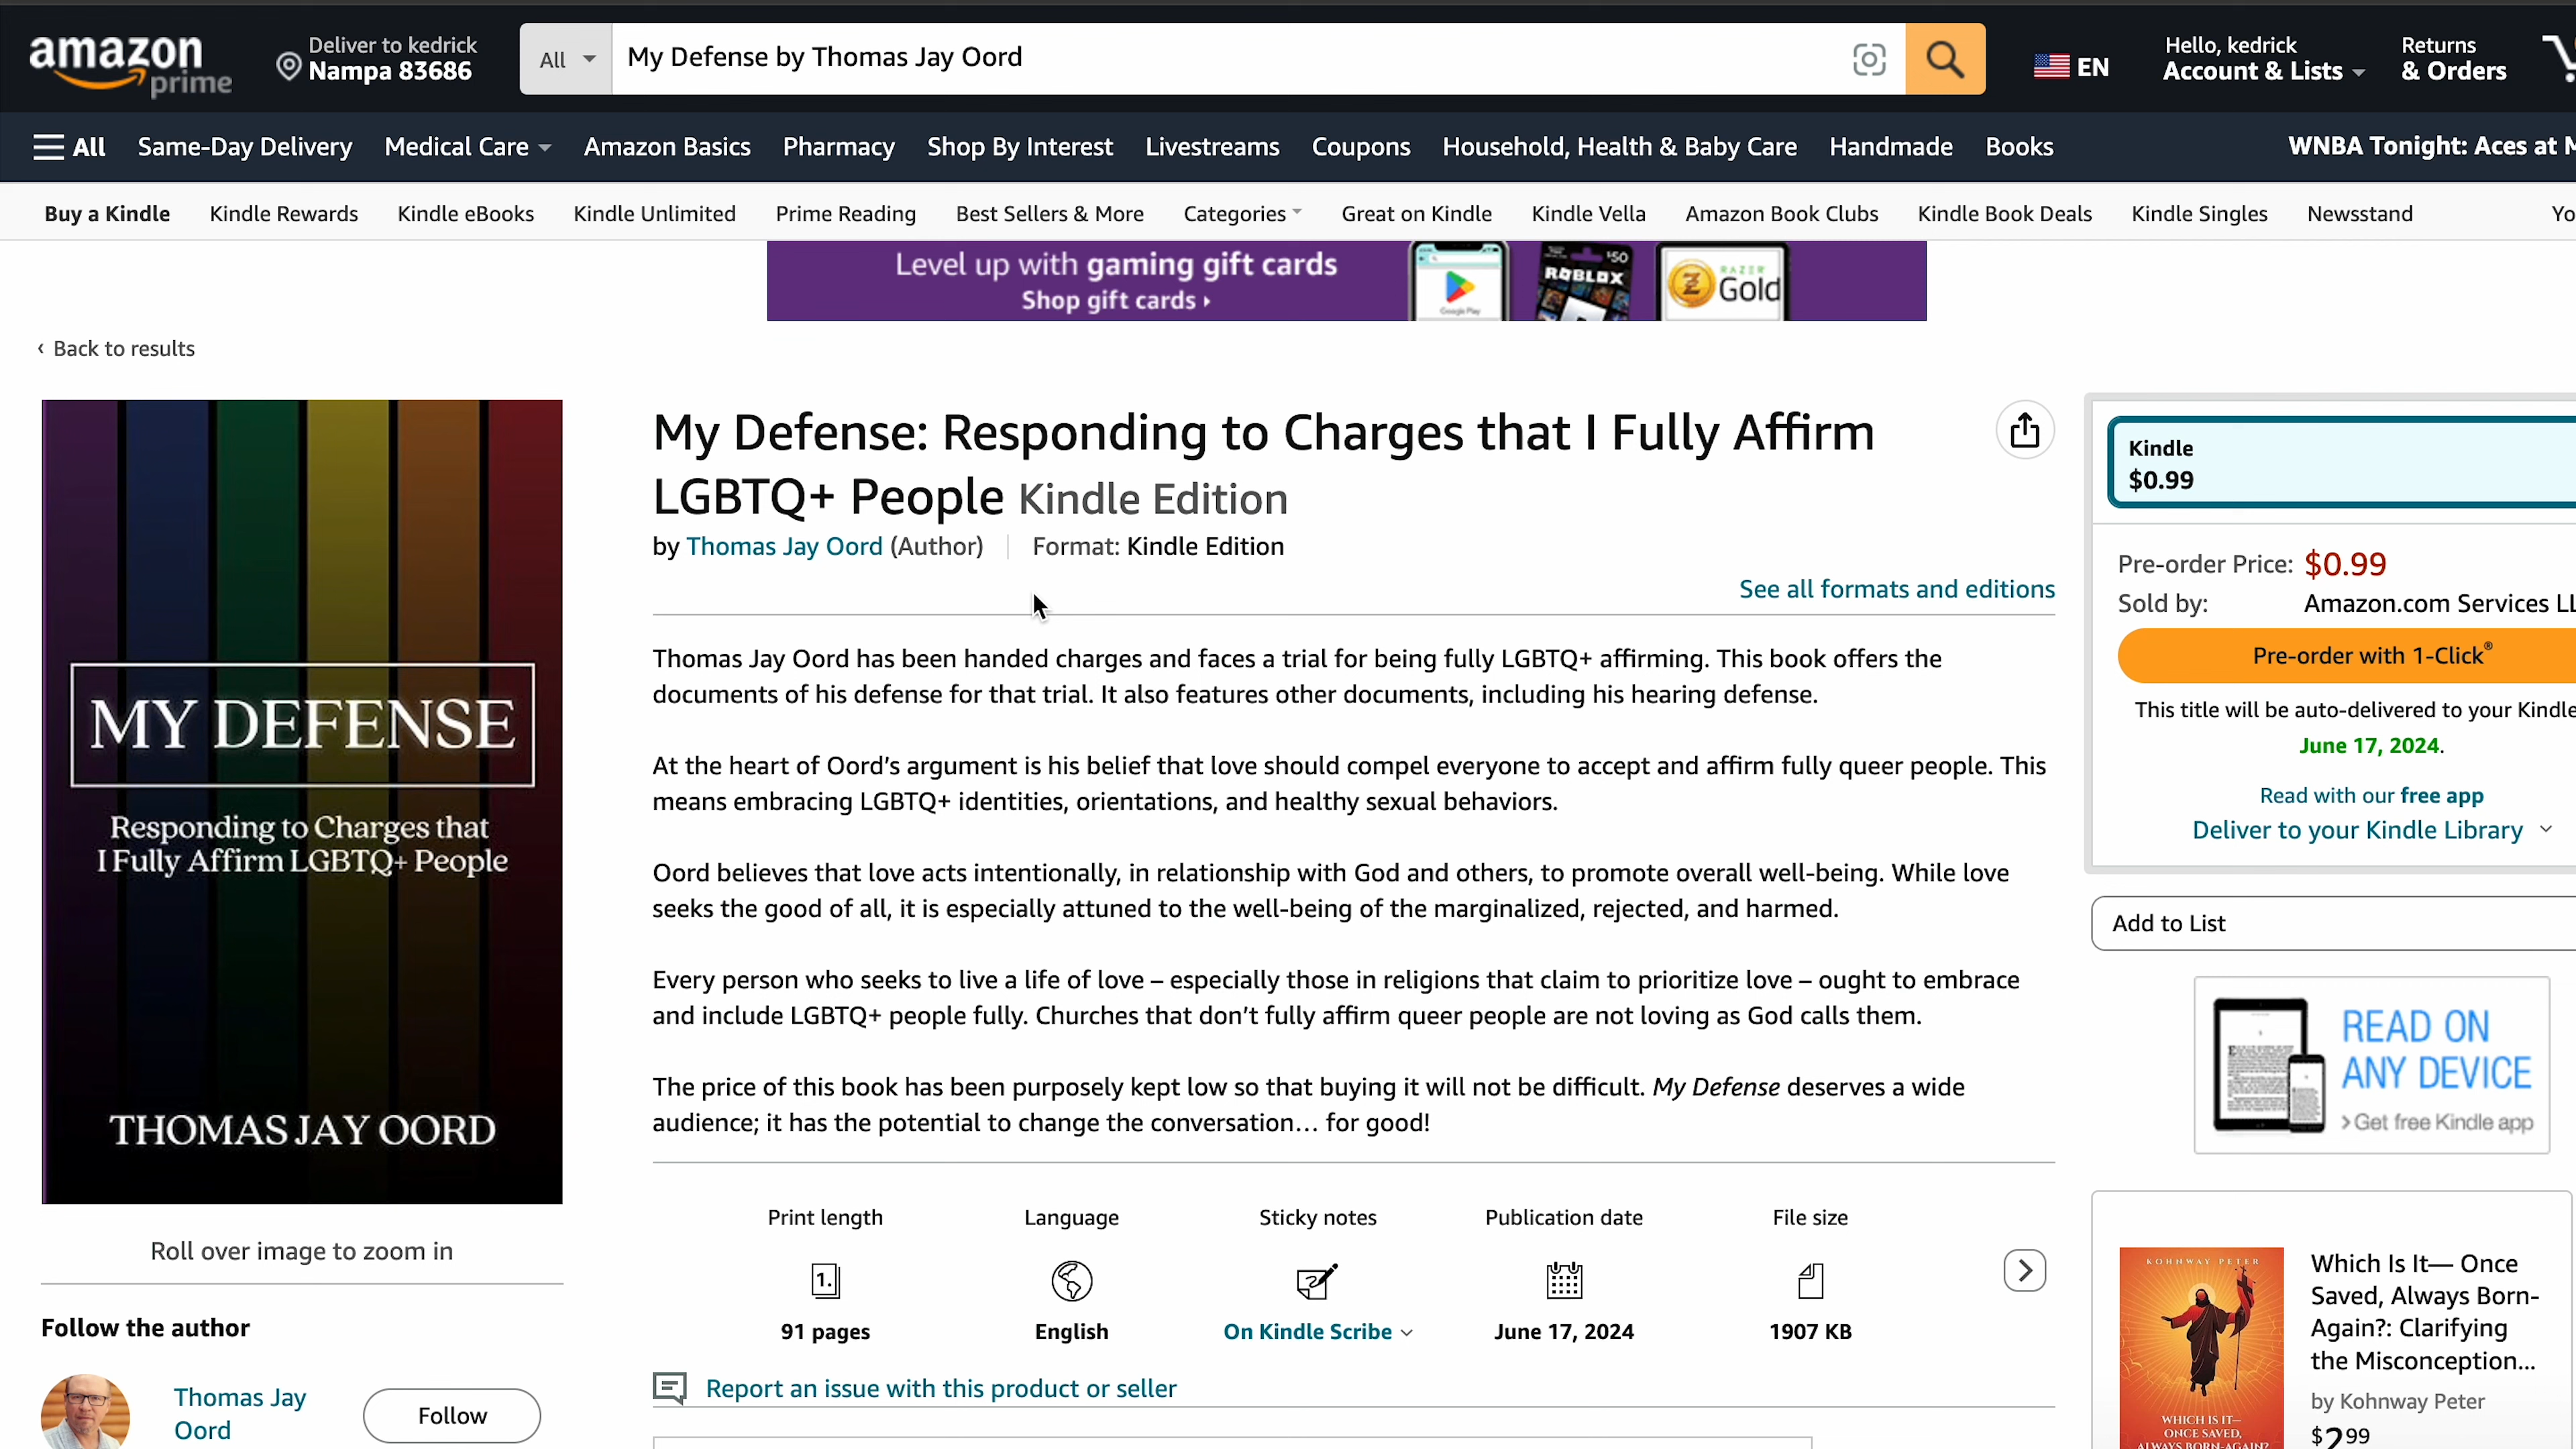 amazon
prime
Deliver to kedrick
Nampa 83686
All
My Defense by Thomas Jay Oord
EN
Hello, kedrick
Account & Lists
Returns
& Orders
All
Same-Day Delivery
Medical Care
Amazon Basics
Pharmacy
Shop By Interest
Livestreams
Coupons
Household, Health & Baby Care
Handmade
Books
WNBA Tonight: Aces at
Buy a Kindle
Kindle Rewards
Kindle eBooks
Kindle Unlimited
Prime Reading
Best Sellers & More
Categories
Great on Kindle
Kindle Vella
Amazon Book Clubs
Kindle Book Deals
Kindle Singles
Newsstand
Yo
Level up with gaming gift cards
Shop gift cards
Google Play
$50
ROBLOX
RAZER
Gold
Back to results
MY DEFENSE
Responding to Charges that
I Fully Affirm LGBTQ+ People
THOMAS JAY OORD
Roll over image to zoom in
Follow the author
Thomas Jay
Oord
Follow
My Defense: Responding to Charges that I Fully Affirm
LGBTQ+ People Kindle Edition
by Thomas Jay Oord (Author)
Format: Kindle Edition
See all formats and editions
Thomas Jay Oord has been handed charges and faces a trial for being fully LGBTQ+ affirming. This book offers the
documents of his defense for that trial. It also features other documents, including his hearing defense.
At the heart of Oord's argument is his belief that love should compel everyone to accept and affirm fully queer people. This
means embracing LGBTQ+ identities, orientations, and healthy sexual behaviors.
Oord believes that love acts intentionally, in relationship with God and others, to promote overall well-being. While love
seeks the good of all, it is especially attuned to the well-being of the marginalized, rejected, and harmed.
Every person who seeks to live a life of love – especially those in religions that claim to prioritize love – ought to embrace
and include LGBTQ+ people fully. Churches that don't fully affirm queer people are not loving as God calls them.
The price of this book has been purposely kept low so that buying it will not be difficult. My Defense deserves a wide
audience; it has the potential to change the conversation… for good!
Print length
1.
91 pages
Language
English
Sticky notes
On Kindle Scribe
Publication date
June 17, 2024
File size
1907 KB
Report an issue with this product or seller
Kindle
$0.99
Pre-order Price: $0.99
Sold by: Amazon.com Services LL
Pre-order with 1-Click®
This title will be auto-delivered to your Kindle
June 17, 2024.
Read with our free app
Deliver to your Kindle Library
Add to List
READ ON
ANY DEVICE
>Get free Kindle app
KOHNWAY PETER
WHICH IS IT—
ONCE SAVED,
ALWAYS BORN-AGAIN?
Which Is It— Once
Saved, Always Born-
Again?: Clarifying
the Misconception...
by Kohnway Peter
$2.99